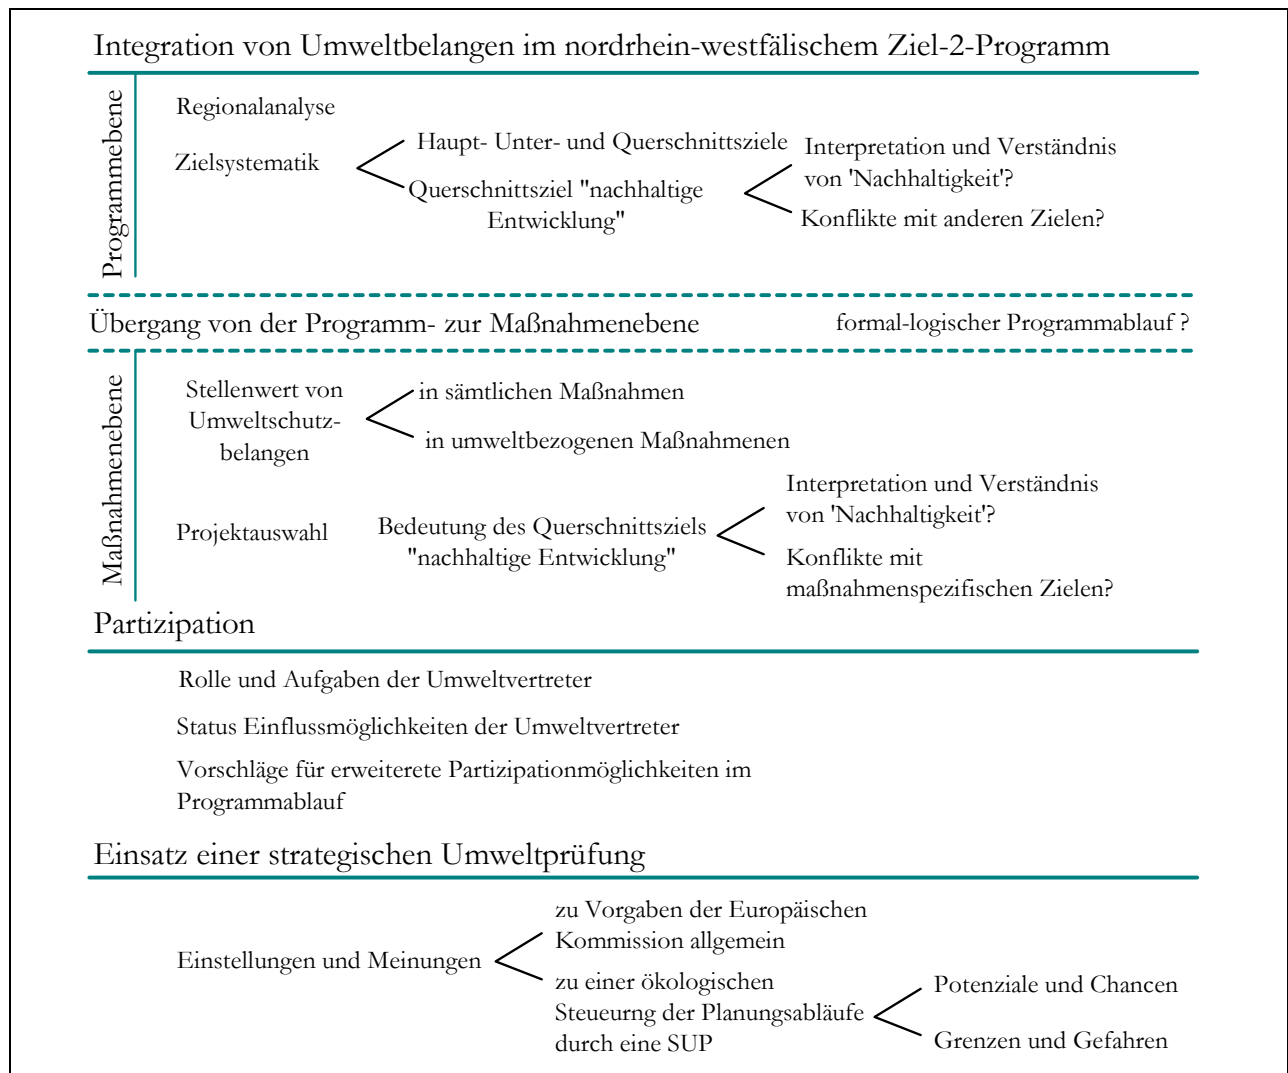 Integration von Umweltbelangen im nordrhein-westfälischem Ziel-2-Programm
Programmebene
Regionalanalyse
Zielsystematik
Haupt- Unter- und Querschnittsziele
Querschnittsziel "nachhaltige
Entwicklung"
Interpretation und Verständnis
von 'Nachhaltigkeit'?
Konflikte mit anderen Zielen?
Übergang von der Programm- zur Maßnahmenebene
formal-logischer Programmablauf ?
Maßnahmenebene
Stellenwert von
Umweltschutz-
belangen
in sämtlichen Maßnahmen
in umweltbezogenen Maßnahmenen
Projektauswahl
Bedeutung des Querschnittsziels
"nachhaltige Entwicklung"
Interpretation und Verständnis
von 'Nachhaltigkeit'?
Konflikte mit
maßnahmenspezifischen Zielen?
Partizipation
Rolle und Aufgaben der Umweltvertreter
Status Einflussmöglichkeiten der Umweltvertreter
Vorschläge für erweiterete Partizipationmöglichkeiten im
Programmablauf
Einsatz einer strategischen Umweltprüfung
Einstellungen und Meinungen
zu Vorgaben der Europäischen
Kommission allgemein
zu einer ökologischen
Steueurng der Planungsabläufe
durch eine SUP
Potenziale und Chancen
Grenzen und Gefahren